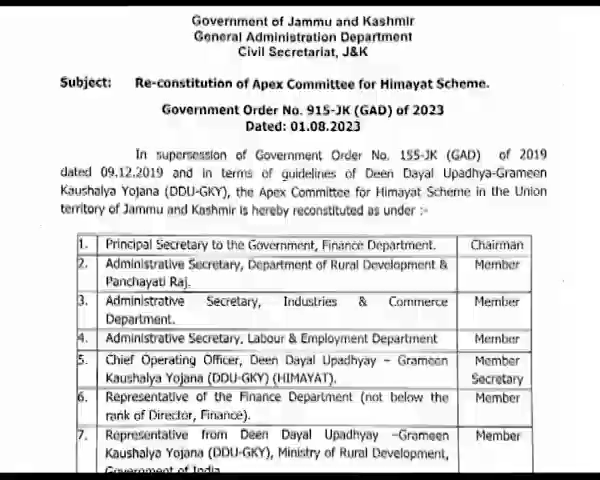 Government of Jammu and Kashmir
General Administration Department
Civil Secretariat, J&K
Subject: Re-constitution of Apex Committee for Himayat Scheme.
Government Order No. 915-JK (GAD) of 2023
Dated: 01.08.2023
In supersession of Government Order No. 155-JK (GAD) of 2019
dated 09.12.2019 and in terms of guidelines of Deen Dayal Upadhya-Grameen
Kaushalya Yojana (DDU-GKY), the Apex Committee for Himayat Scheme in the Union
territory of Jammu and Kashmir is hereby reconstituted as under :-
1. Principal Secretary to the Government, Finance Department. Chairman
2. Administrative Secretary, Department of Rural Development & Member
Panchayati Raj.
3. Administrative Secretary, Industries & Commerce Member
Department.
4. Administrative Secretary, Labour & Employment Department Member
5. Chief Operating Officer, Deen Dayal Upadhyay – Grameen Member
Kaushalya Yojana (DDU-GKY) (HIMAYAT). Secretary
6. Representative of the Finance Department (not below the Member
rank of Director, Finance).
7. Representative from Deen Dayal Upadhyay –Grameen Member
Kaushalya Yojana (DDU-GKY), Ministry of Rural Development,
Government of India